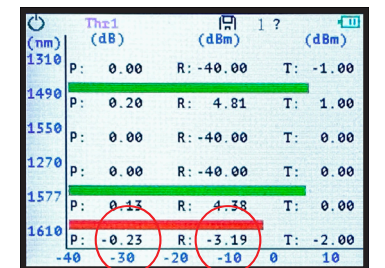 Thr1 1 ?
(nm) (dB) (dBm) (dBm)
1310 P: 0.00 R:-40.00 T: -1.00
1490 P: 0.20 R: 4.81 T: 1.00
1550 P: 0.00 R:-40.00 T: 0.00
1270 P: 0.00 R:-40.00 T: 0.00
1577 P: 0.13 R: 4.38 T: 0.00
1610 P: -0.23 R: -3.19 T: -2.00
-40 -30 -20 -10 0 10